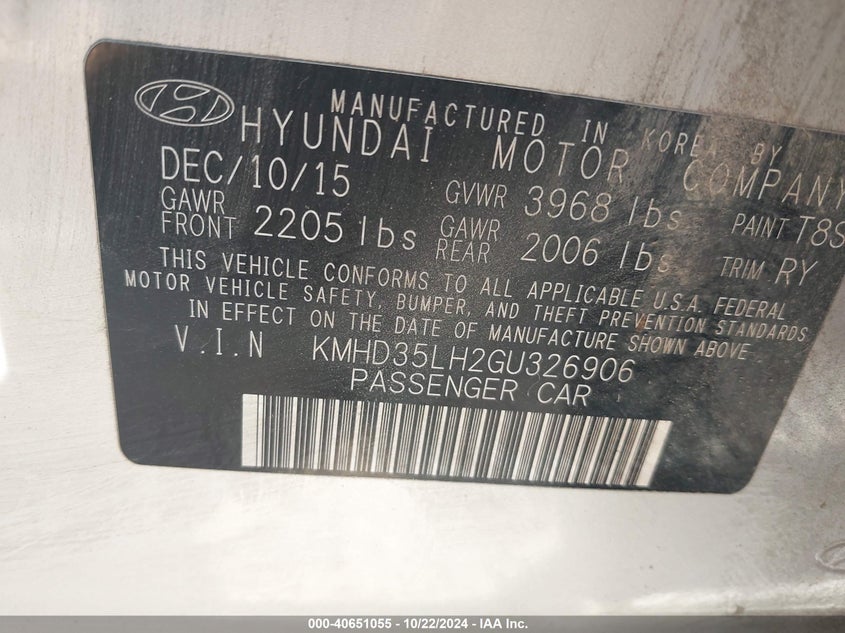 MANUFACTURED IN KOREA BY
HYUNDAI MOTOR COMPANY
DEC/10/15 GVWR 3968 lbs PAINT T8S
GAWR FRONT 2205 lbs GAWR REAR 2006 lbs TRIM RY
THIS VEHICLE CONFORMS TO ALL APPLICABLE U.S.A. FEDERAL
MOTOR VEHICLE SAFETY, BUMPER, AND THEFT PREVENTION STANDARDS
IN EFFECT ON THE DATE OF MANUFACTURE SHOWN ABOVE
V.I.N KMHD35LH2GU326906
PASSENGER CAR
000-40651055 - 10/22/2024 - IAA Inc.